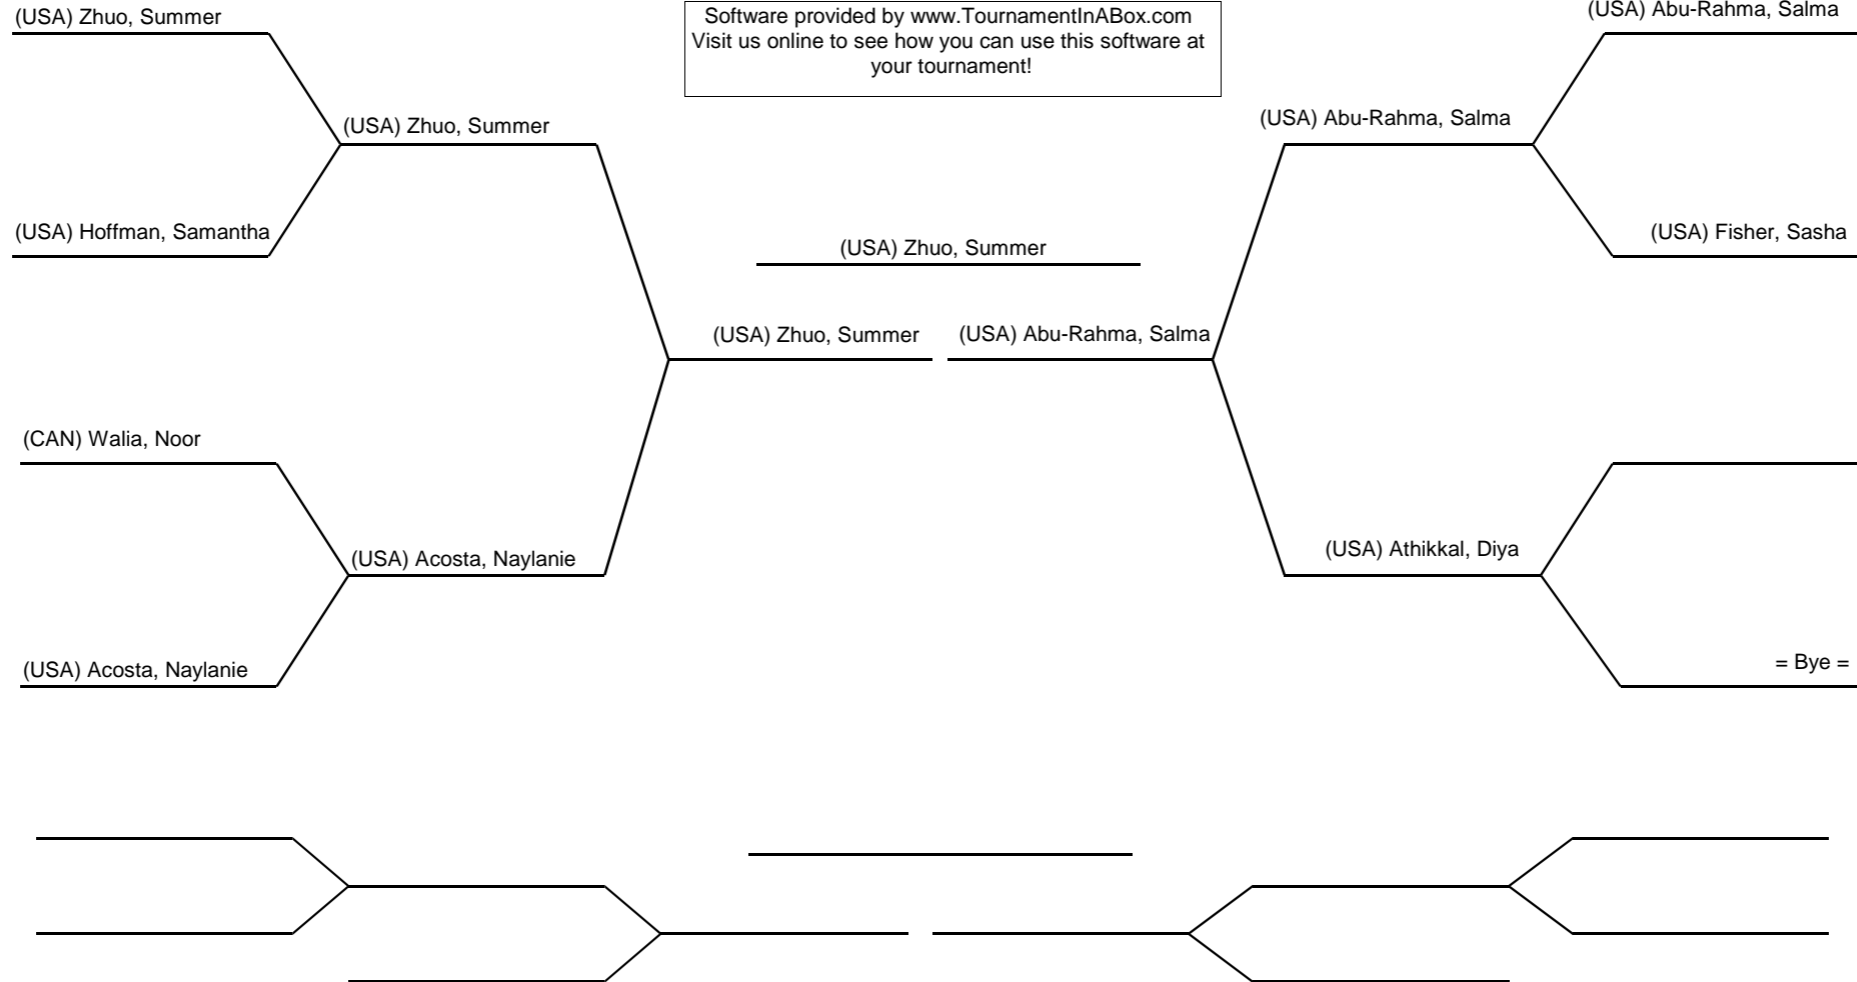 (USA) Zhuo, Summer
Software provided by www.TournamentInABox.com
Visit us online to see how you can use this software at
your tournament!
(USA) Abu-Rahma, Salma
(USA) Zhuo, Summer
(USA) Abu-Rahma, Salma
(USA) Hoffman, Samantha
(USA) Zhuo, Summer
(USA) Fisher, Sasha
(USA) Zhuo, Summer
(USA) Abu-Rahma, Salma
(CAN) Walia, Noor
(USA) Acosta, Naylanie
(USA) Athikkal, Diya
(USA) Acosta, Naylanie
= Bye =